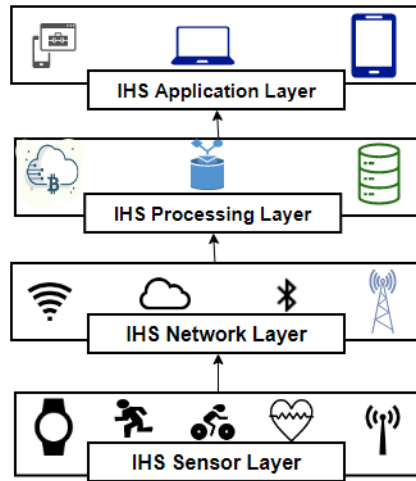 IHS Application Layer
IHS Processing Layer
IHS Network Layer
IHS Sensor Layer